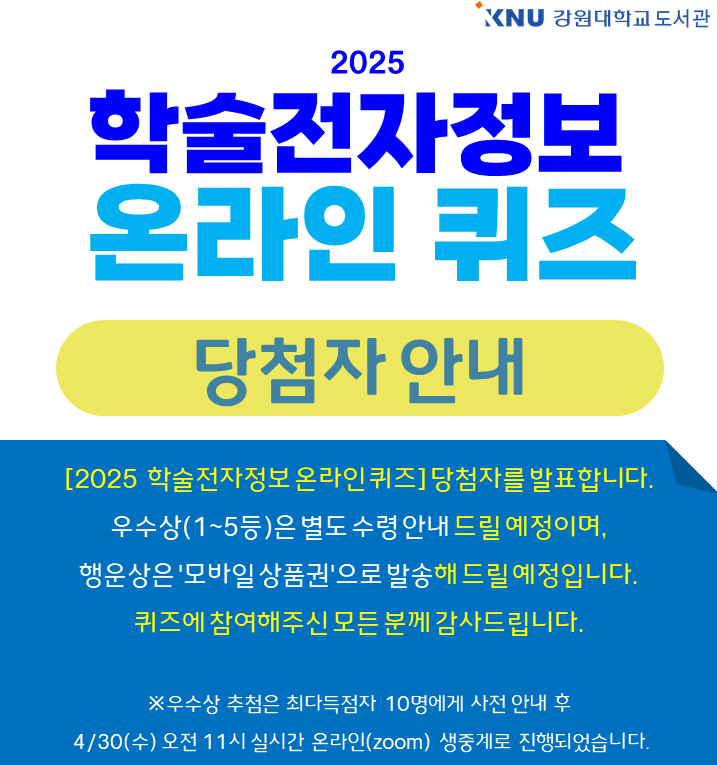 KNU 강원대학교도서관
2025
학술전자정보
온라인 퀴즈
당첨자 안내
[2025 학술전자정보 온라인퀴즈] 당첨자를 발표합니다.
우수상(1~5등)은 별도 수령 안내 드릴 예정이며,
행운상은 '모바일 상품권'으로 발송해 드릴 예정입니다.
퀴즈에 참여해주신 모든 분께 감사드립니다.
※우수상 추첨은 최다득점자 10명에게 사전 안내 후
4/30(수) 오전 11시 실시간 온라인(zoom) 생중계로 진행되었습니다.